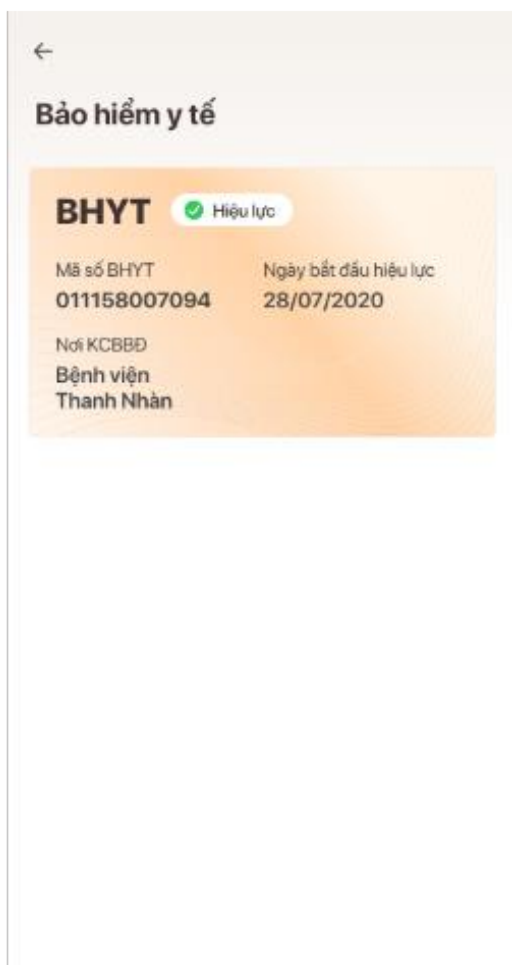 Bảo hiểm y tế
BHYT Hiệu lực
Mã số BHYT Ngày bắt đầu hiệu lực
011158007094 28/07/2020
Nơi KCBBĐ
Bệnh viện
Thanh Nhàn